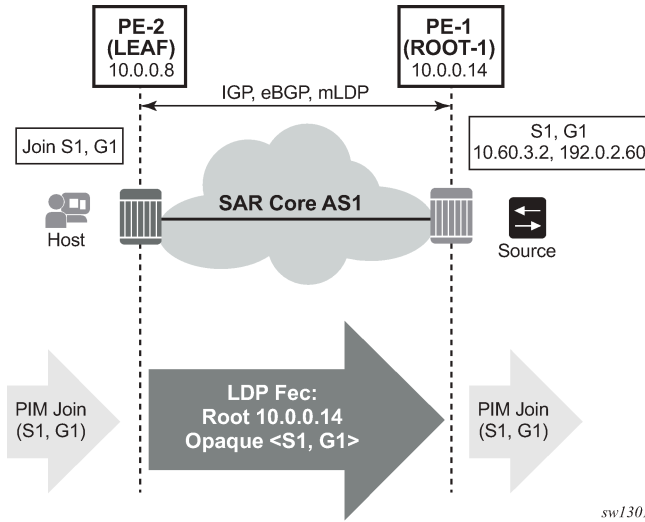 PE-2
(LEAF)
10.0.0.8
PE-1
(ROOT-1)
10.0.0.14
IGP, eBGP, mLDP
Join S1, G1
S1, G1
10.60.3.2, 192.0.2.60
SAR Core AS1
Host
Source
PIM Join
(S1, G1)
LDP Fec:
Root 10.0.0.14
Opaque <S1, G1>
PIM Join
(S1, G1)